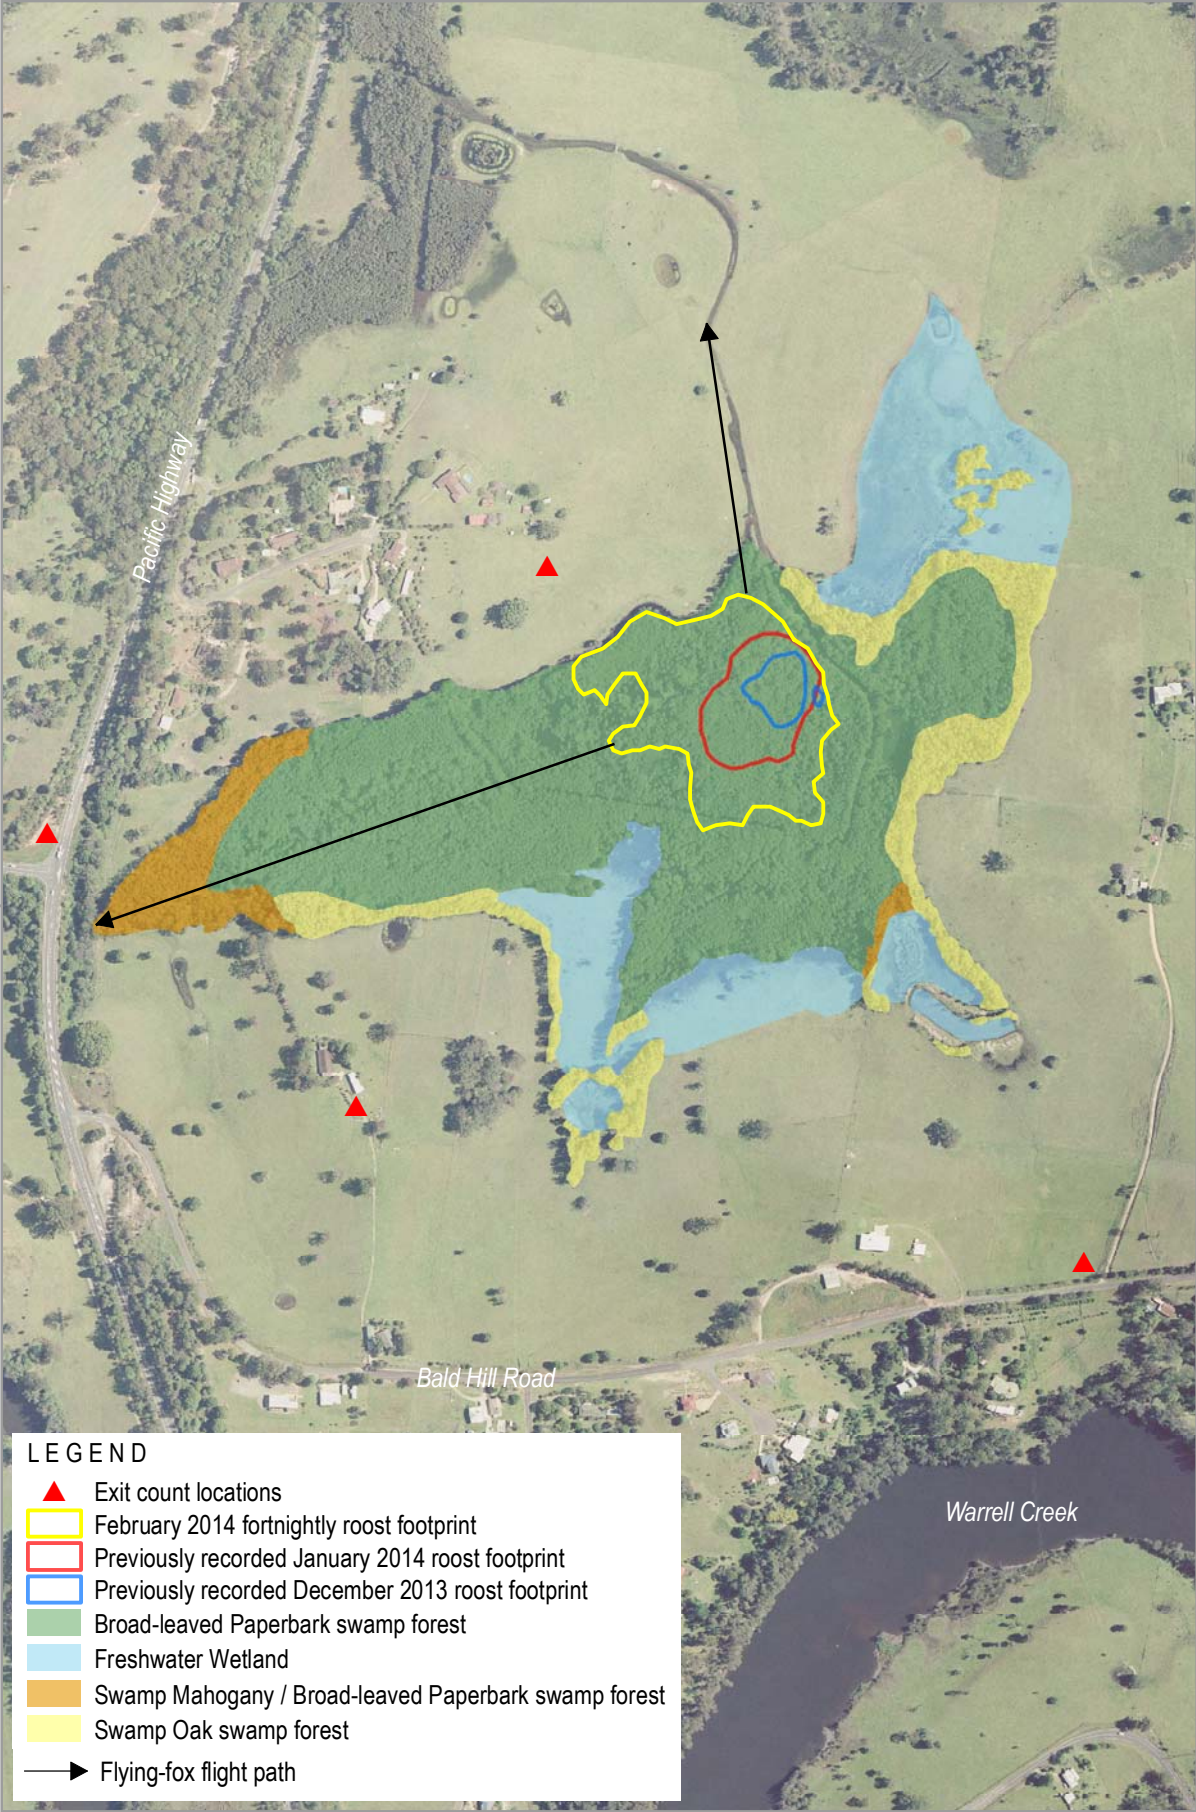 Pacific Highway
Bald Hill Road
Warrell Creek
LEGEND
Exit count locations
February 2014 fortnightly roost footprint
Previously recorded January 2014 roost footprint
Previously recorded December 2013 roost footprint
Broad-leaved Paperbark swamp forest
Freshwater Wetland
Swamp Mahogany / Broad-leaved Paperbark swamp forest
Swamp Oak swamp forest
Flying-fox flight path